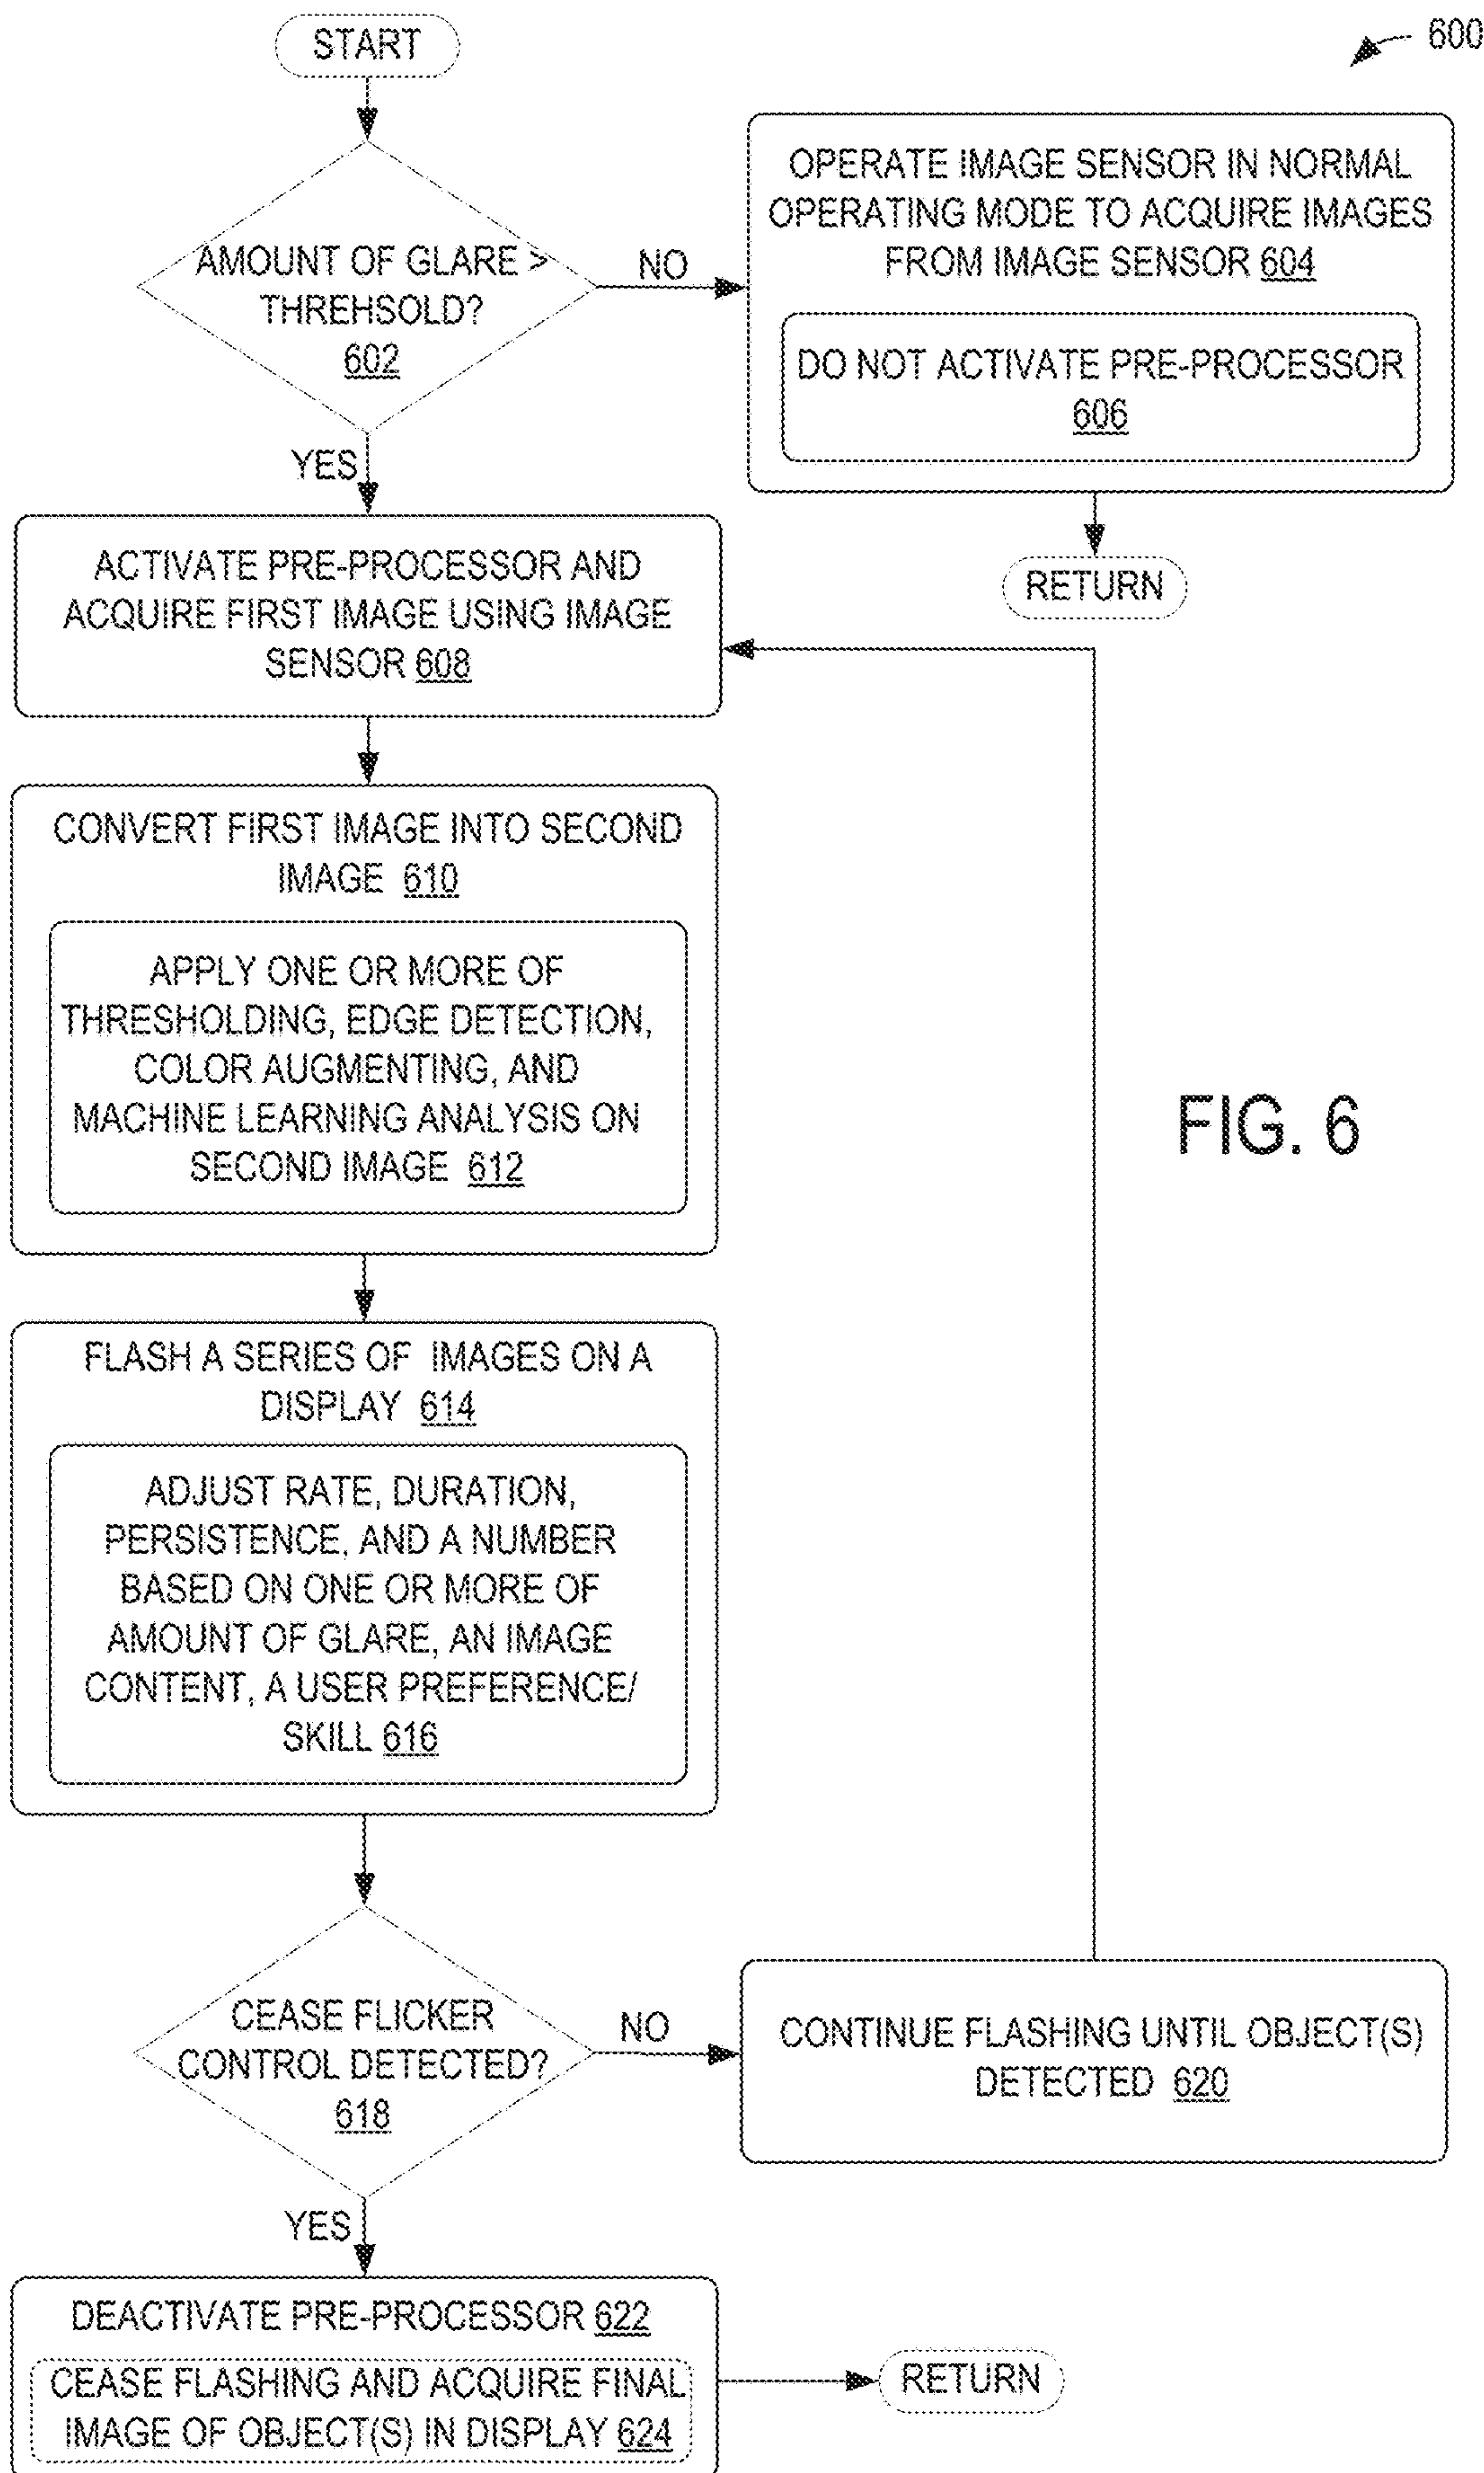 START
600
AMOUNT OF GLARE >
THREHSOLD?
602
NO
YES
OPERATE IMAGE SENSOR IN NORMAL
OPERATING MODE TO ACQUIRE IMAGES
FROM IMAGE SENSOR 604
DO NOT ACTIVATE PRE-PROCESSOR
606
RETURN
ACTIVATE PRE-PROCESSOR AND
ACQUIRE FIRST IMAGE USING IMAGE
SENSOR 608
CONVERT FIRST IMAGE INTO SECOND
IMAGE 610
APPLY ONE OR MORE OF
THRESHOLDING, EDGE DETECTION,
COLOR AUGMENTING, AND
MACHINE LEARNING ANALYSIS ON
SECOND IMAGE 612
FIG. 6
FLASH A SERIES OF IMAGES ON A
DISPLAY 614
ADJUST RATE, DURATION,
PERSISTENCE, AND A NUMBER
BASED ON ONE OR MORE OF
AMOUNT OF GLARE, AN IMAGE
CONTENT, A USER PREFERENCE/
SKILL 616
CEASE FLICKER
CONTROL DETECTED?
618
NO
YES
CONTINUE FLASHING UNTIL OBJECT(S)
DETECTED 620
DEACTIVATE PRE-PROCESSOR 622
CEASE FLASHING AND ACQUIRE FINAL
IMAGE OF OBJECT(S) IN DISPLAY 624
RETURN